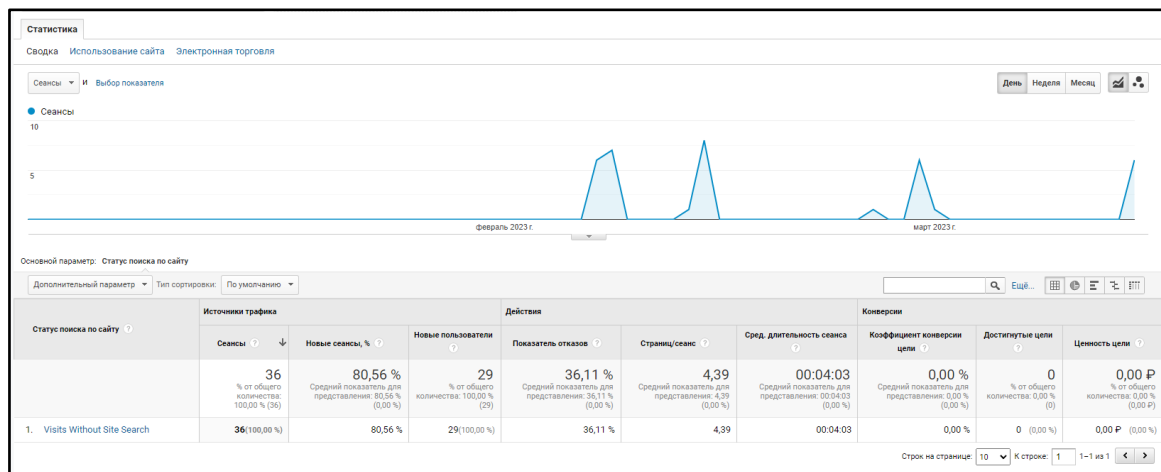 Статистика
Сводка Использование сайта Электронная торговля
Сеансы и Выбор показателя День Неделя Месяц
Сеансы
10
5
февраль 2023 г. март 2023 г.
Основной параметр: Статус поиска по сайту
Дополнительный параметр Тип сортировки: По умолчанию Ещё...
Источники трафика Действия Конверсии
Статус поиска по сайту ? Сеансы ? Новые сеансы, % ? Новые пользователи ? Показатель отказов ? Страниц/сеанс ? Сред. длительность сеанса ? Коэффициент конверсии цели ? Достигнутые цели ? Ценность цели ?
36 80,56 % 29 36,11 % 4,39 00:04:03 0,00 % 0 0,00 ₽
% от общего Средний показатель для % от общего Средний показатель для Средний показатель для Средний показатель для Средний показатель для % от общего % от общего
количества: представления: 80,56 % количества: 100,00 % представления: 36,11 % представления: 4,39 представления: 00:04:03 представления: 0,00 % количества: 0,00 % количества: 0,00 %
100,00 % (36) (0,00 %) (29) (0,00 %) (0,00 %) (0,00 %) (0,00 %) (0) (0,00 ₽)
1. Visits Without Site Search 36(100,00 %) 80,56 % 29(100,00 %) 36,11 % 4,39 00:04:03 0,00 % 0 (0,00 %) 0,00 ₽ (0,00 %)
Строк на странице: 10 К строке: 1 1–1 из 1